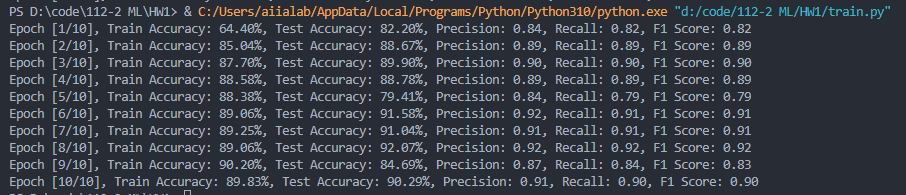 PS D:\code\112-2 ML\HW1> & C:/Users/aiialab/AppData/Local/Programs/Python/Python310/python.exe "d:/code/112-2 ML/HW1/train.py"
Epoch [1/10], Train Accuracy: 64.40%, Test Accuracy: 82.20%, Precision: 0.84, Recall: 0.82, F1 Score: 0.82
Epoch [2/10], Train Accuracy: 85.04%, Test Accuracy: 88.67%, Precision: 0.89, Recall: 0.89, F1 Score: 0.89
Epoch [3/10], Train Accuracy: 87.70%, Test Accuracy: 89.90%, Precision: 0.90, Recall: 0.90, F1 Score: 0.90
Epoch [4/10], Train Accuracy: 88.58%, Test Accuracy: 88.78%, Precision: 0.89, Recall: 0.89, F1 Score: 0.89
Epoch [5/10], Train Accuracy: 88.38%, Test Accuracy: 79.41%, Precision: 0.84, Recall: 0.79, F1 Score: 0.79
Epoch [6/10], Train Accuracy: 89.06%, Test Accuracy: 91.58%, Precision: 0.92, Recall: 0.91, F1 Score: 0.91
Epoch [7/10], Train Accuracy: 89.25%, Test Accuracy: 91.04%, Precision: 0.91, Recall: 0.91, F1 Score: 0.91
Epoch [8/10], Train Accuracy: 89.06%, Test Accuracy: 92.07%, Precision: 0.92, Recall: 0.92, F1 Score: 0.92
Epoch [9/10], Train Accuracy: 90.20%, Test Accuracy: 84.69%, Precision: 0.87, Recall: 0.84, F1 Score: 0.83
Epoch [10/10], Train Accuracy: 89.83%, Test Accuracy: 90.29%, Precision: 0.91, Recall: 0.90, F1 Score: 0.90